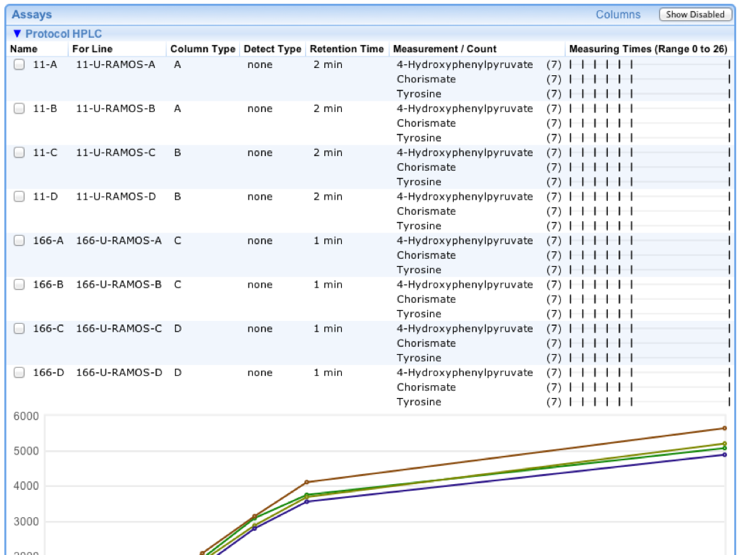 Assays Columns Show Disabled
▼ Protocol HPLC
Name For Line Column Type Detect Type Retention Time Measurement / Count Measuring Times (Range 0 to 26)
11-A 11-U-RAMOS-A A none 2 min 4-Hydroxyphenylpyruvate (7)
Chorismate (7)
Tyrosine (7)
11-B 11-U-RAMOS-B A none 2 min 4-Hydroxyphenylpyruvate (7)
Chorismate (7)
Tyrosine (7)
11-C 11-U-RAMOS-C B none 2 min 4-Hydroxyphenylpyruvate (7)
Chorismate (7)
Tyrosine (7)
11-D 11-U-RAMOS-D B none 2 min 4-Hydroxyphenylpyruvate (7)
Chorismate (7)
Tyrosine (7)
166-A 166-U-RAMOS-A C none 1 min 4-Hydroxyphenylpyruvate (7)
Chorismate (7)
Tyrosine (7)
166-B 166-U-RAMOS-B C none 1 min 4-Hydroxyphenylpyruvate (7)
Chorismate (7)
Tyrosine (7)
166-C 166-U-RAMOS-C D none 1 min 4-Hydroxyphenylpyruvate (7)
Chorismate (7)
Tyrosine (7)
166-D 166-U-RAMOS-D D none 1 min 4-Hydroxyphenylpyruvate (7)
Chorismate (7)
Tyrosine (7)
6000
5000
4000
3000